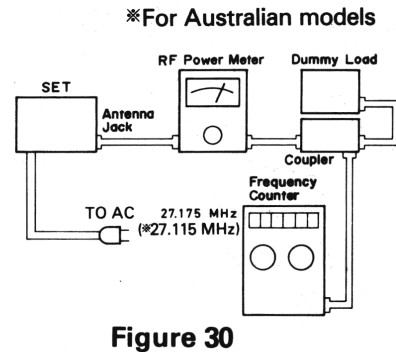 ※For Australian models
RF Power Meter
Dummy Load
SET
Antenna
Jack
Coupler
Frequency
Counter
TO AC
27.175 MHz
(※27.115 MHz)
Figure 30